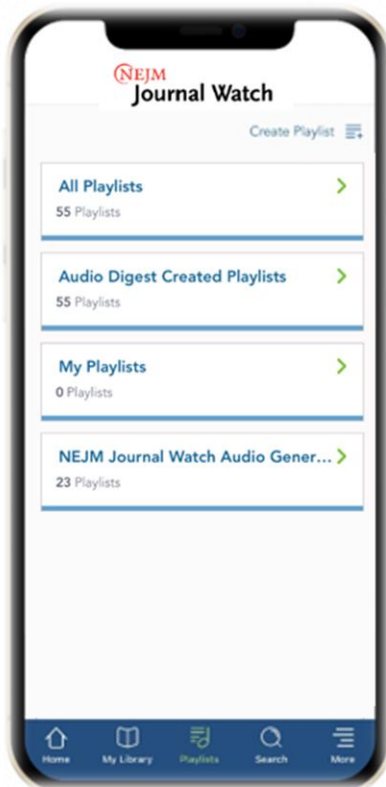 NEJM
Journal Watch
Create Playlist
All Playlists
55 Playlists
Audio Digest Created Playlists
55 Playlists
My Playlists
0 Playlists
NEJM Journal Watch Audio Gener...
23 Playlists
Home My Library Playlists Search More